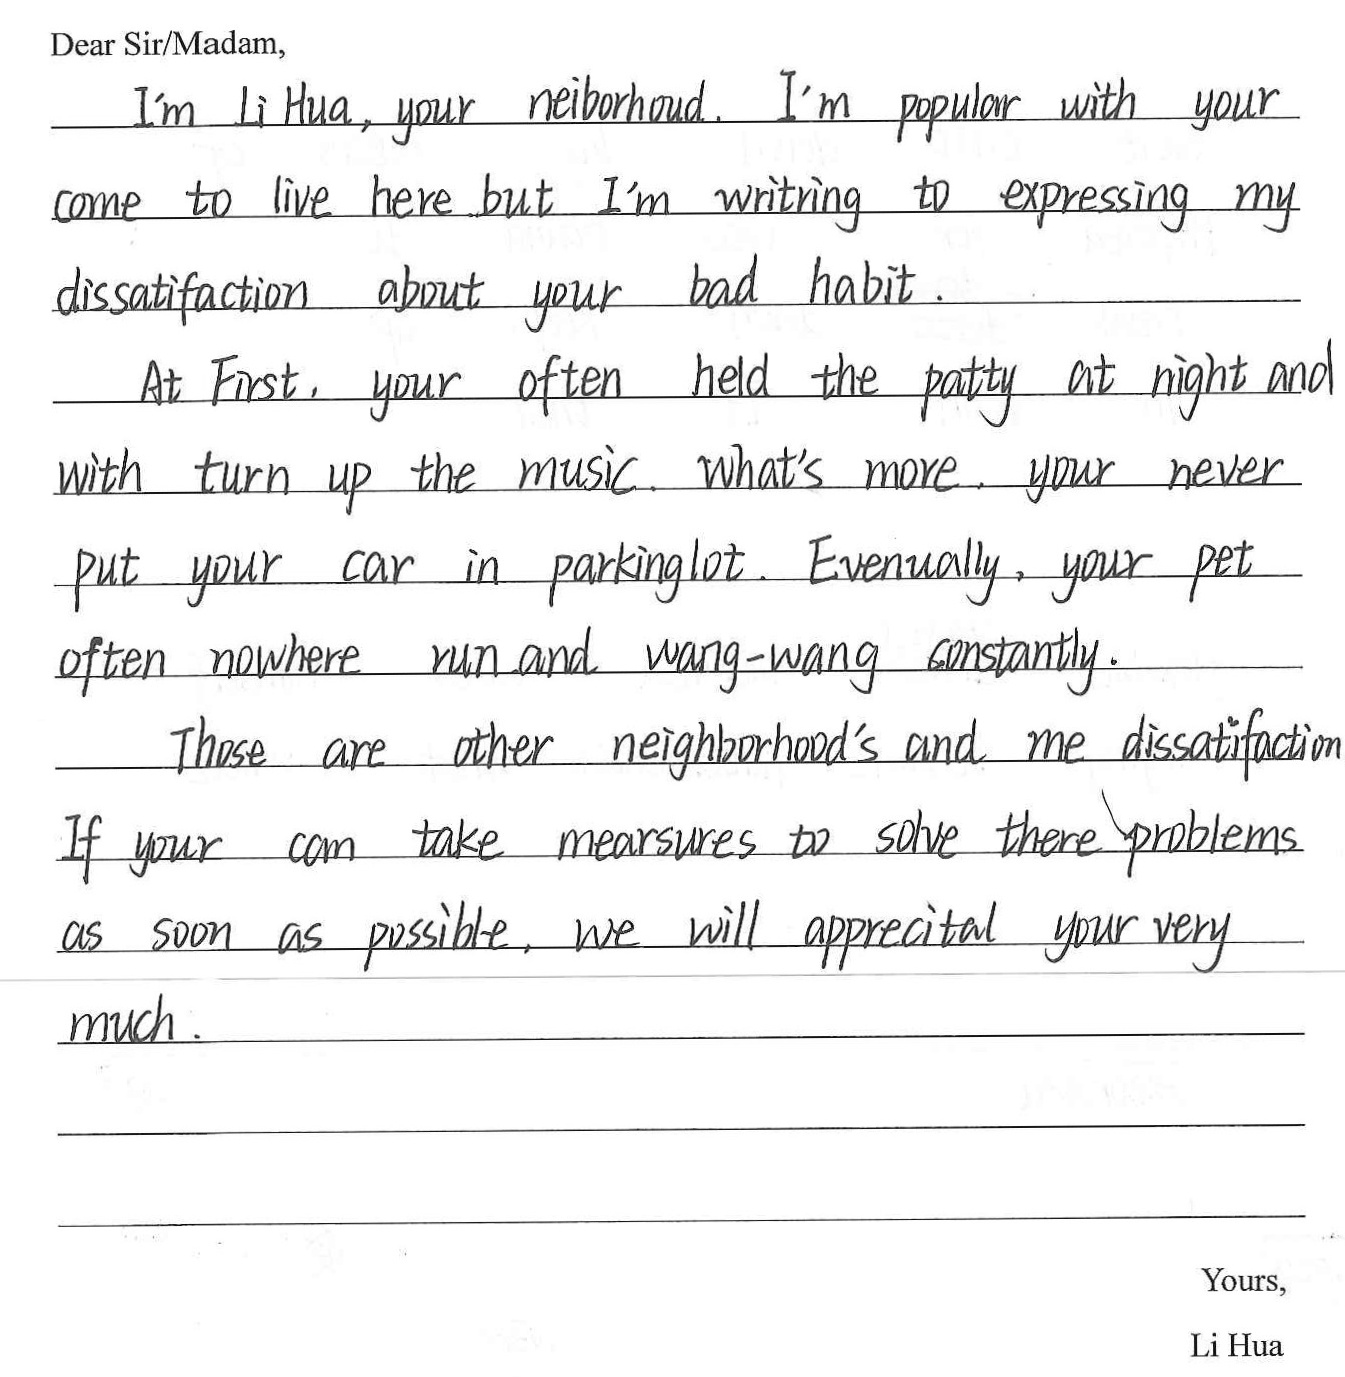 Dear Sir/Madam,
I'm Li Hua, your neiborhoud. I'm popular with your
come to live here but I'm writring to expressing my
dissatifaction about your bad habit.
At First, your often held the patty at night and
with turn up the music. What's more. your never
put your car in parkinglot. Evenually, your pet
often nowhere run and wang-wang constantly.
Those are other neighborhood's and me dissatifaction
If your can take mearsures to solve there problems
as soon as possible, we will apprecital your very
much.
Yours,
Li Hua